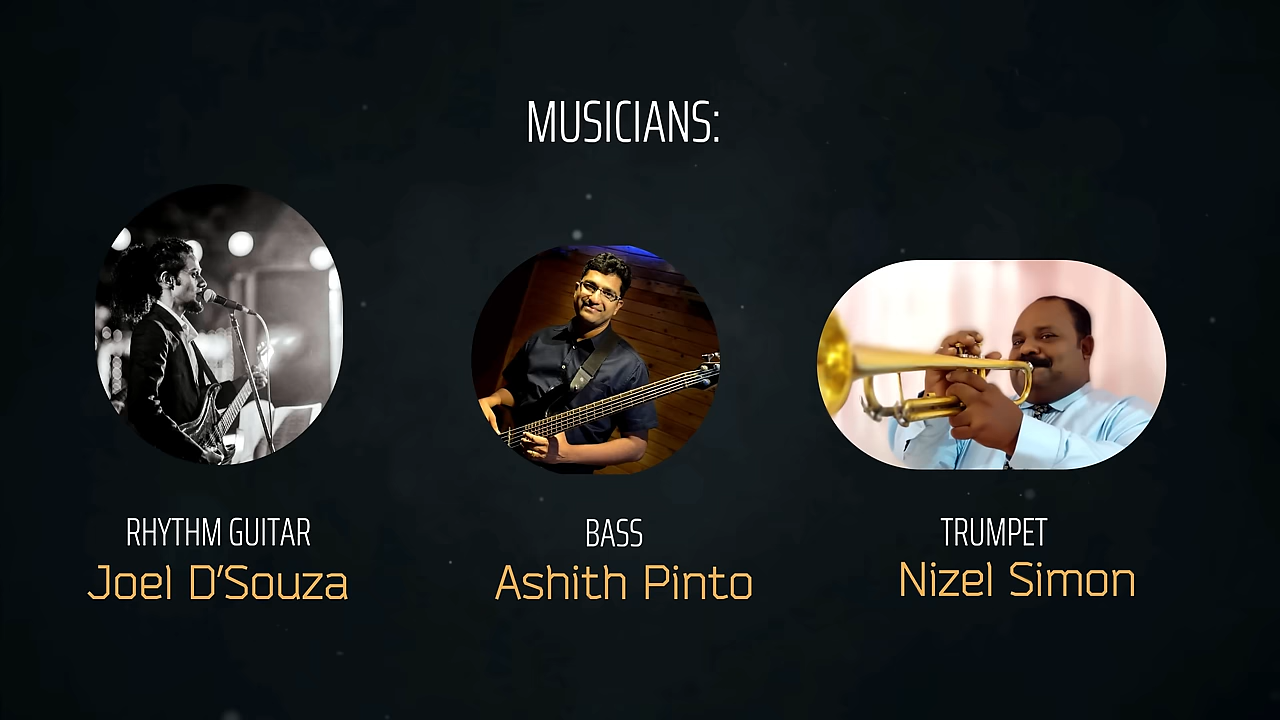 MUSICIANS:
RHYTHM GUITAR
Joel D'Souza
BASS
Ashith Pinto
TRUMPET
Nizel Simon